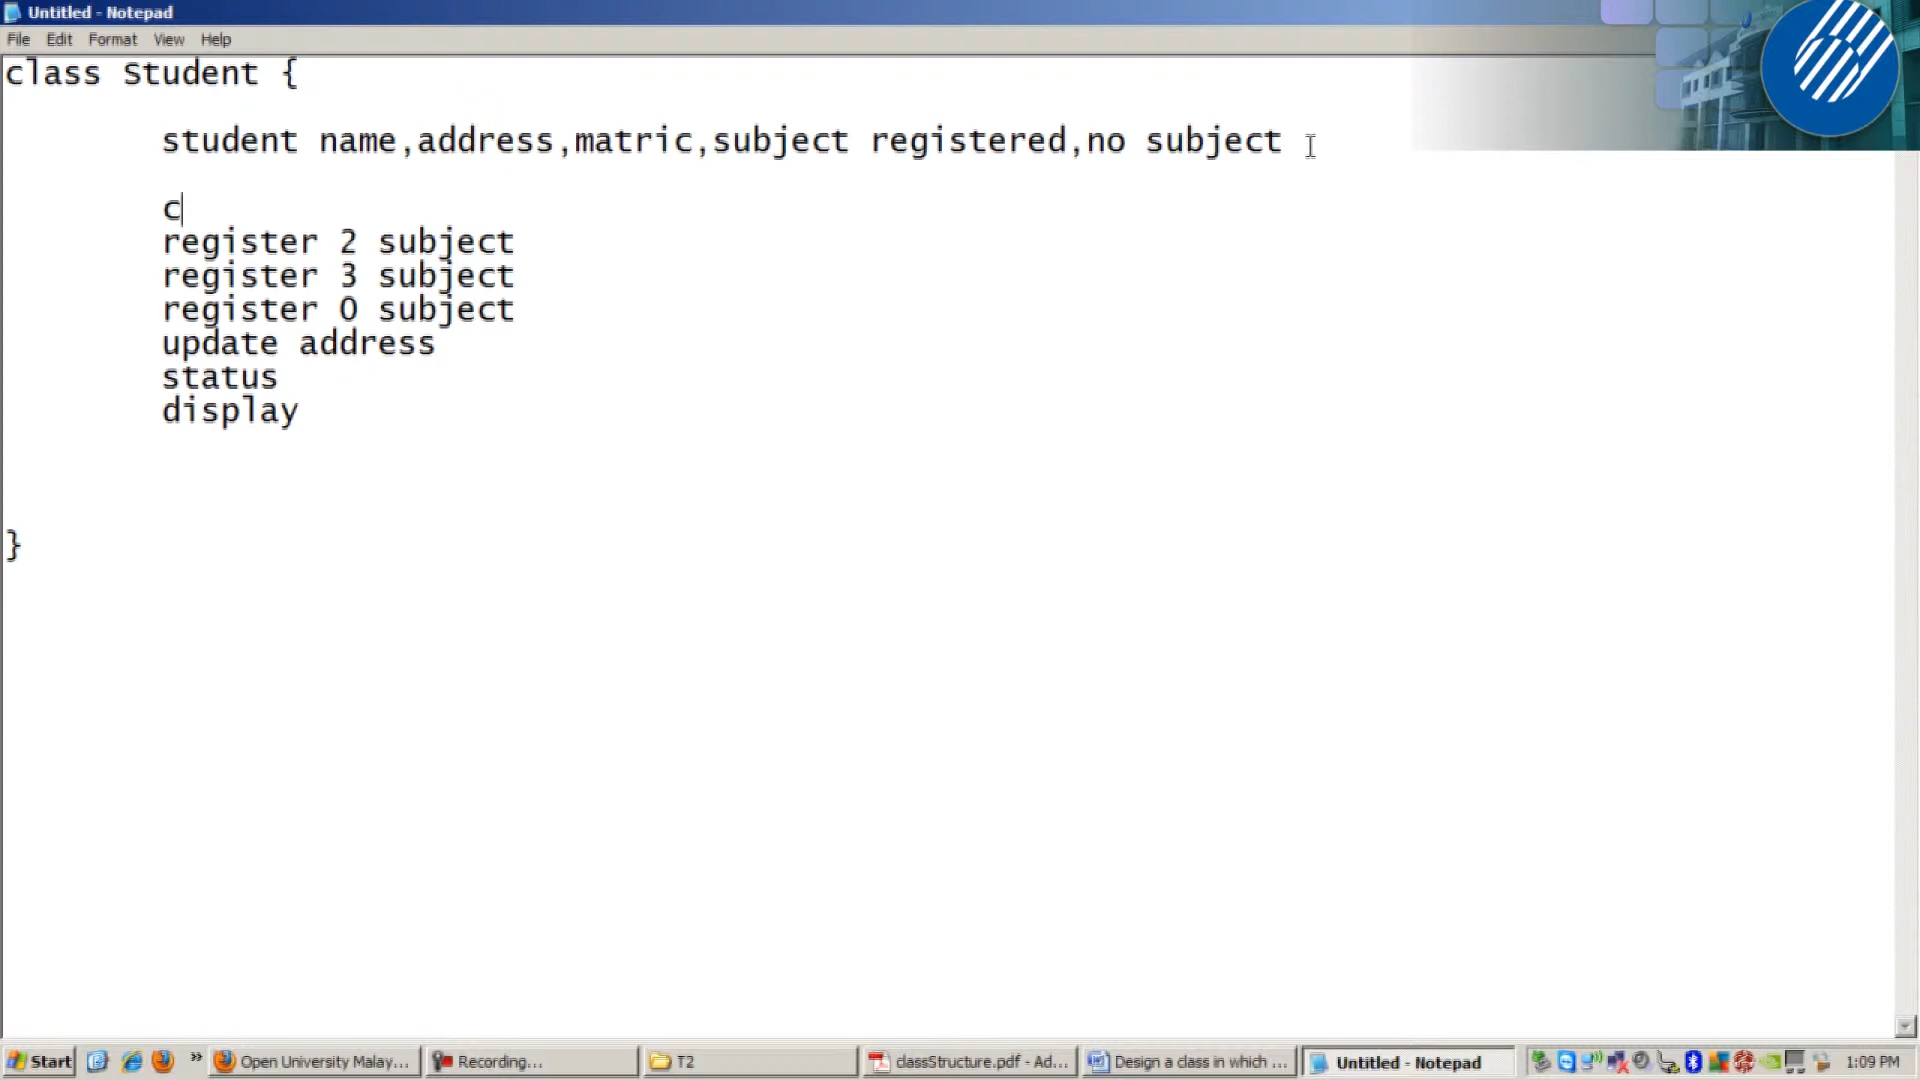 Untitled - Notepad
File Edit Format View Help
class Student {
student name,address,matric,subject registered,no subject
c
register 2 subject
register 3 subject
register 0 subject
update address
status
display
}
Start » Open University Malay... Recording... T2 classStructure.pdf - Ad... Design a class in which ... Untitled - Notepad 1:09 PM